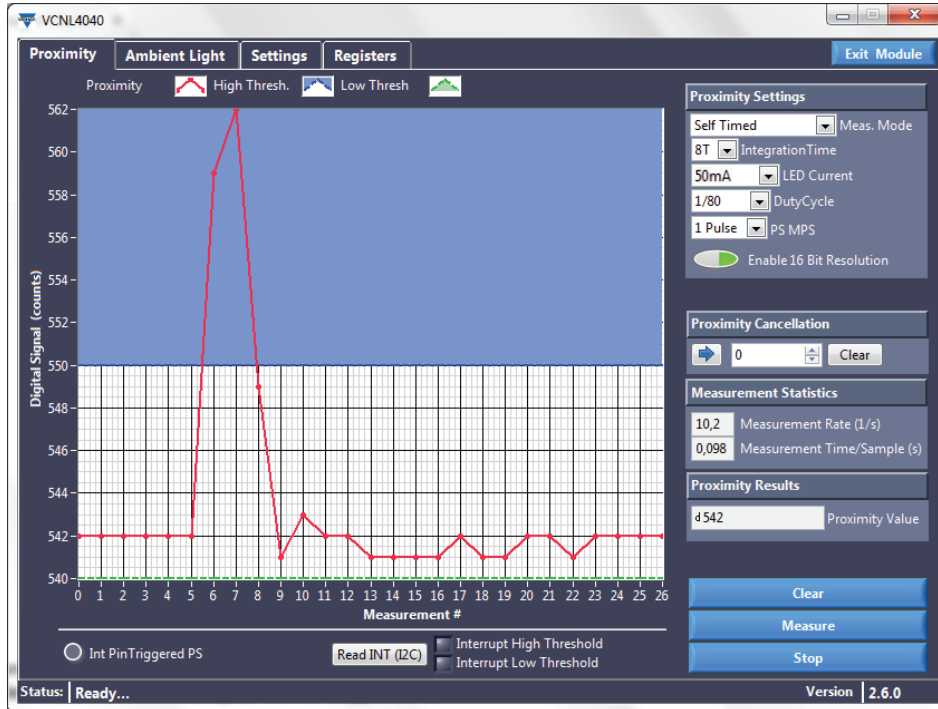 VCNL4040
Proximity Ambient Light Settings Registers Exit Module
Proximity High Thresh. Low Thresh
562
560
558
556
554
552
550
548
546
544
542
540
Digital Signal (counts)
0 1 2 3 4 5 6 7 8 9 10 11 12 13 14 15 16 17 18 19 20 21 22 23 24 25 26
Measurement #
Int PinTriggered PS
Read INT (I2C)
Interrupt High Threshold
Interrupt Low Threshold
Proximity Settings
Self Timed Meas. Mode
8T IntegrationTime
50mA LED Current
1/80 DutyCycle
1 Pulse PS MPS
Enable 16 Bit Resolution
Proximity Cancellation
0 Clear
Measurement Statistics
10,2 Measurement Rate (1/s)
0,098 Measurement Time/Sample (s)
Proximity Results
d 542 Proximity Value
Clear
Measure
Stop
Status: Ready... Version 2.6.0